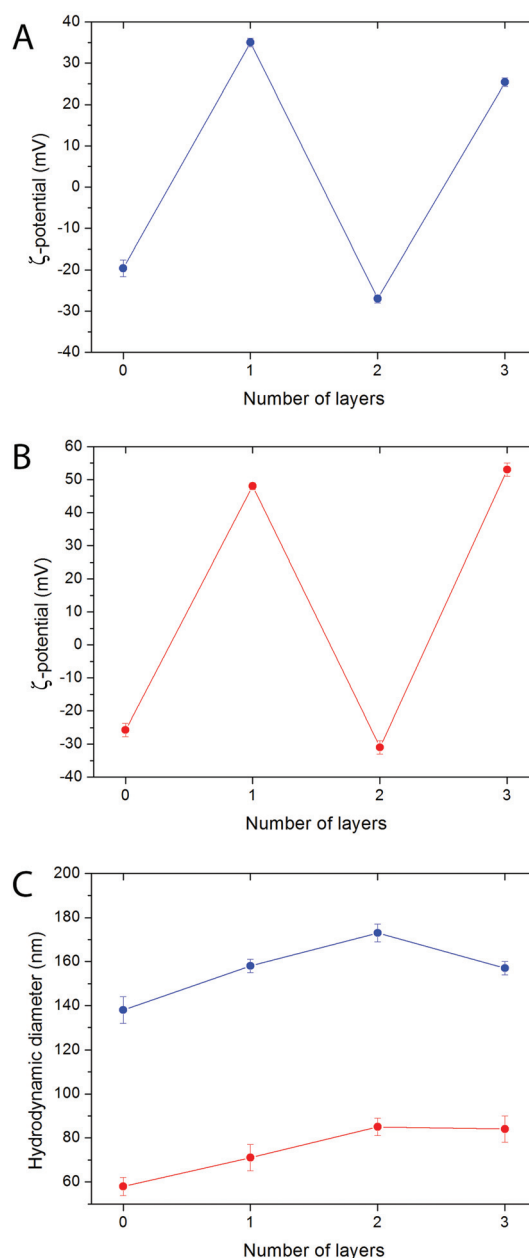 A
40
30
20
10
0
-10
-20
-30
-40
ζ-potential (mV)
0 1 2 3
Number of layers
B
60
50
40
30
20
10
0
-10
-20
-30
-40
ζ-potential (mV)
0 1 2 3
Number of layers
C
200
180
160
140
120
100
80
60
Hydrodynamic diameter (nm)
0 1 2 3
Number of layers